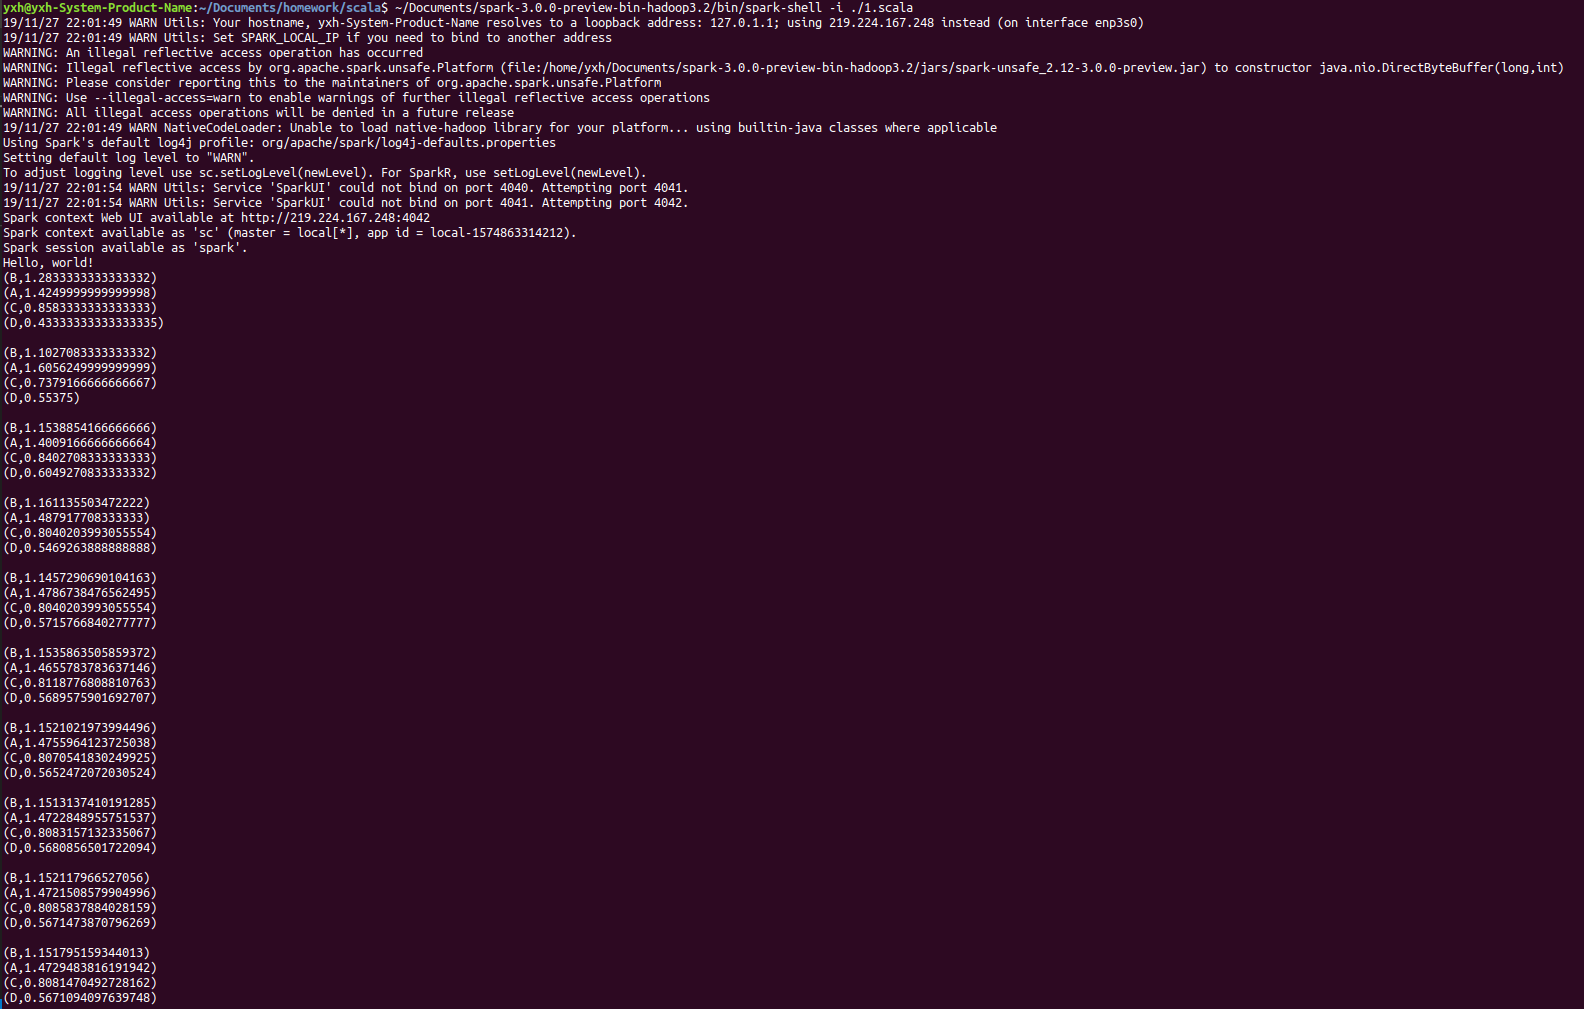 yxh@yxh-System-Product-Name:~/Documents/homework/scala$ ~/Documents/spark-3.0.0-preview-bin-hadoop3.2/bin/spark-shell -i ./1.scala
19/11/27 22:01:49 WARN Utils: Your hostname, yxh-System-Product-Name resolves to a loopback address: 127.0.1.1; using 219.224.167.248 instead (on interface enp3s0)
19/11/27 22:01:49 WARN Utils: Set SPARK_LOCAL_IP if you need to bind to another address
WARNING: An illegal reflective access operation has occurred
WARNING: Illegal reflective access by org.apache.spark.unsafe.Platform (file:/home/yxh/Documents/spark-3.0.0-preview-bin-hadoop3.2/jars/spark-unsafe_2.12-3.0.0-preview.jar) to constructor java.nio.DirectByteBuffer(long,int)
WARNING: Please consider reporting this to the maintainers of org.apache.spark.unsafe.Platform
WARNING: Use --illegal-access=warn to enable warnings of further illegal reflective access operations
WARNING: All illegal access operations will be denied in a future release
19/11/27 22:01:49 WARN NativeCodeLoader: Unable to load native-hadoop library for your platform... using builtin-java classes where applicable
Using Spark's default log4j profile: org/apache/spark/log4j-defaults.properties
Setting default log level to "WARN".
To adjust logging level use sc.setLogLevel(newLevel). For SparkR, use setLogLevel(newLevel).
19/11/27 22:01:54 WARN Utils: Service 'SparkUI' could not bind on port 4040. Attempting port 4041.
19/11/27 22:01:54 WARN Utils: Service 'SparkUI' could not bind on port 4041. Attempting port 4042.
Spark context Web UI available at http://219.224.167.248:4042
Spark context available as 'sc' (master = local[*], app id = local-1574863314212).
Spark session available as 'spark'.
Hello, world!
(B,1.2833333333333332)
(A,1.4249999999999998)
(C,0.8583333333333333)
(D,0.43333333333333335)
(B,1.1027083333333332)
(A,1.6056249999999999)
(C,0.7379166666666667)
(D,0.55375)
(B,1.1538854166666666)
(A,1.4009166666666664)
(C,0.8402708333333333)
(D,0.6049270833333332)
(B,1.161135503472222)
(A,1.487917708333333)
(C,0.8040203993055554)
(D,0.5469263888888888)
(B,1.1457290690104163)
(A,1.4786738476562495)
(C,0.8040203993055554)
(D,0.5715766840277777)
(B,1.1535863505859372)
(A,1.4655783783637146)
(C,0.8118776808810763)
(D,0.5689575901692707)
(B,1.1521021973994496)
(A,1.4755964123725038)
(C,0.8070541830249925)
(D,0.5652472072030524)
(B,1.1513137410191285)
(A,1.4722848955751537)
(C,0.8083157132335067)
(D,0.5680856501722094)
(B,1.152117966527056)
(A,1.4721508579904996)
(C,0.8085837884028159)
(D,0.5671473870796269)
(B,1.151795159344013)
(A,1.4729483816191942)
(C,0.8081470492728162)
(D,0.5671094097639748)